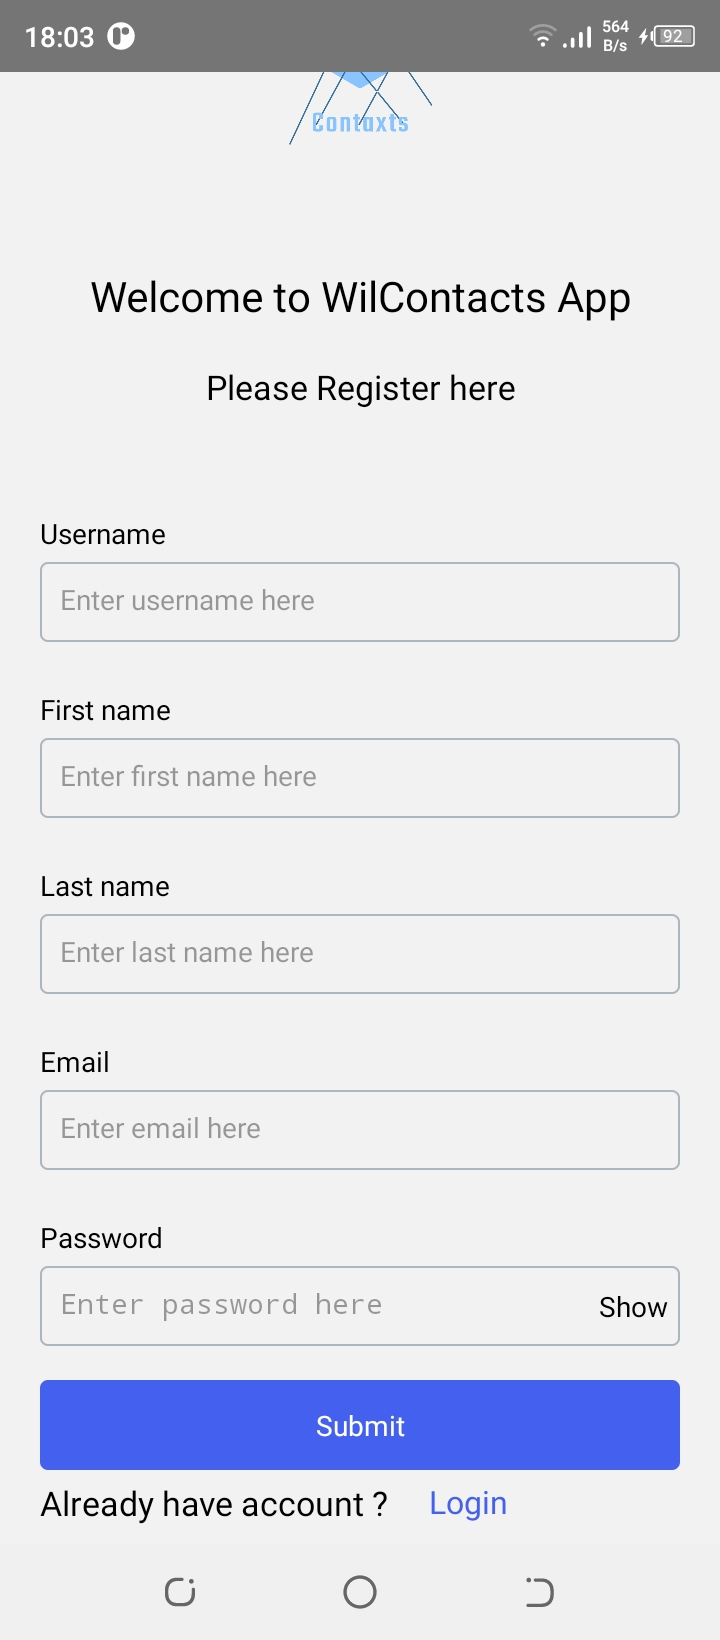 18:03
564
B/s
92
Contaxts
Welcome to WilContacts App
Please Register here
Username
Enter username here
First name
Enter first name here
Last name
Enter last name here
Email
Enter email here
Password
Enter password here Show
Submit
Already have account ? Login